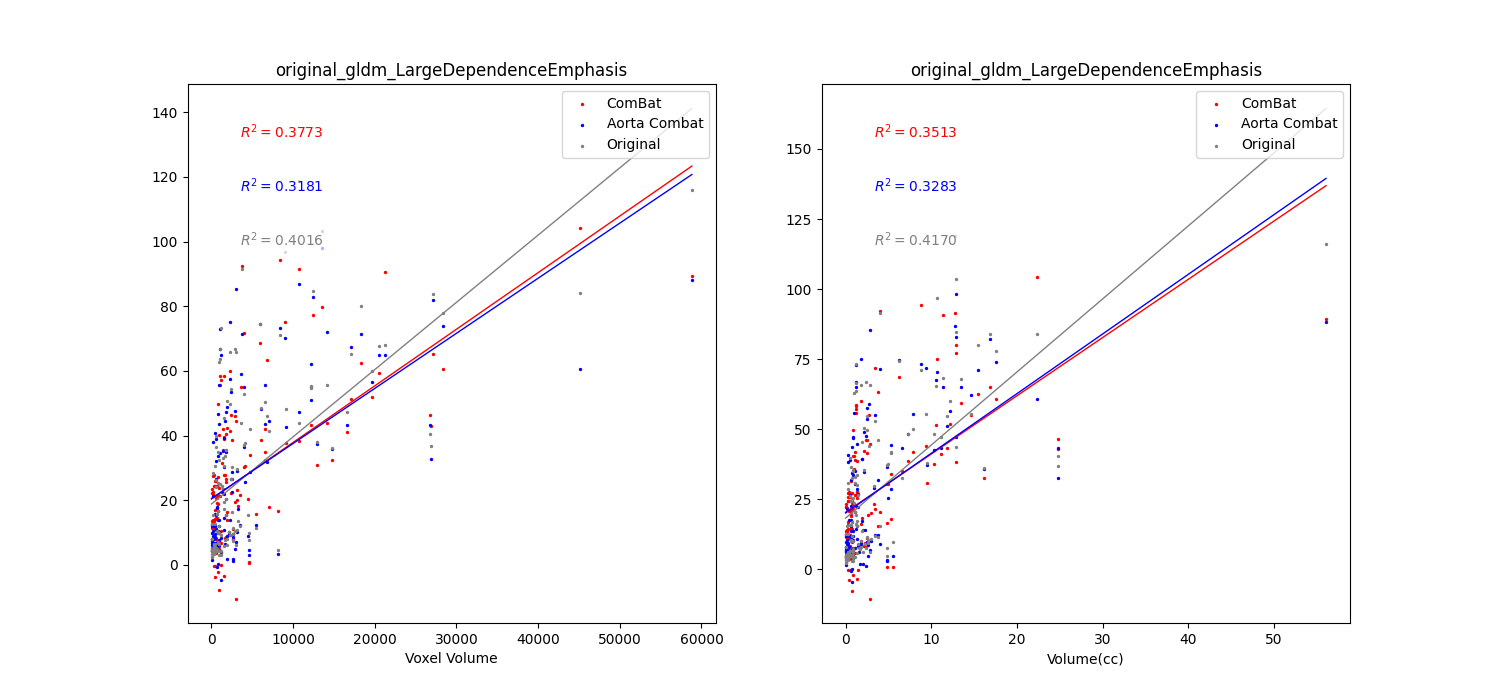 original_gldm_LargeDependenceEmphasis
ComBat
Aorta Combat
Original
R² = 0.3773
R² = 0.3181
R² = 0.4016
140
120
100
80
60
40
20
0
0 10000 20000 30000 40000 50000 60000
Voxel Volume
original_gldm_LargeDependenceEmphasis
ComBat
Aorta Combat
Original
R² = 0.3513
R² = 0.3283
R² = 0.4170
150
125
100
75
50
25
0
0 10 20 30 40 50
Volume(cc)